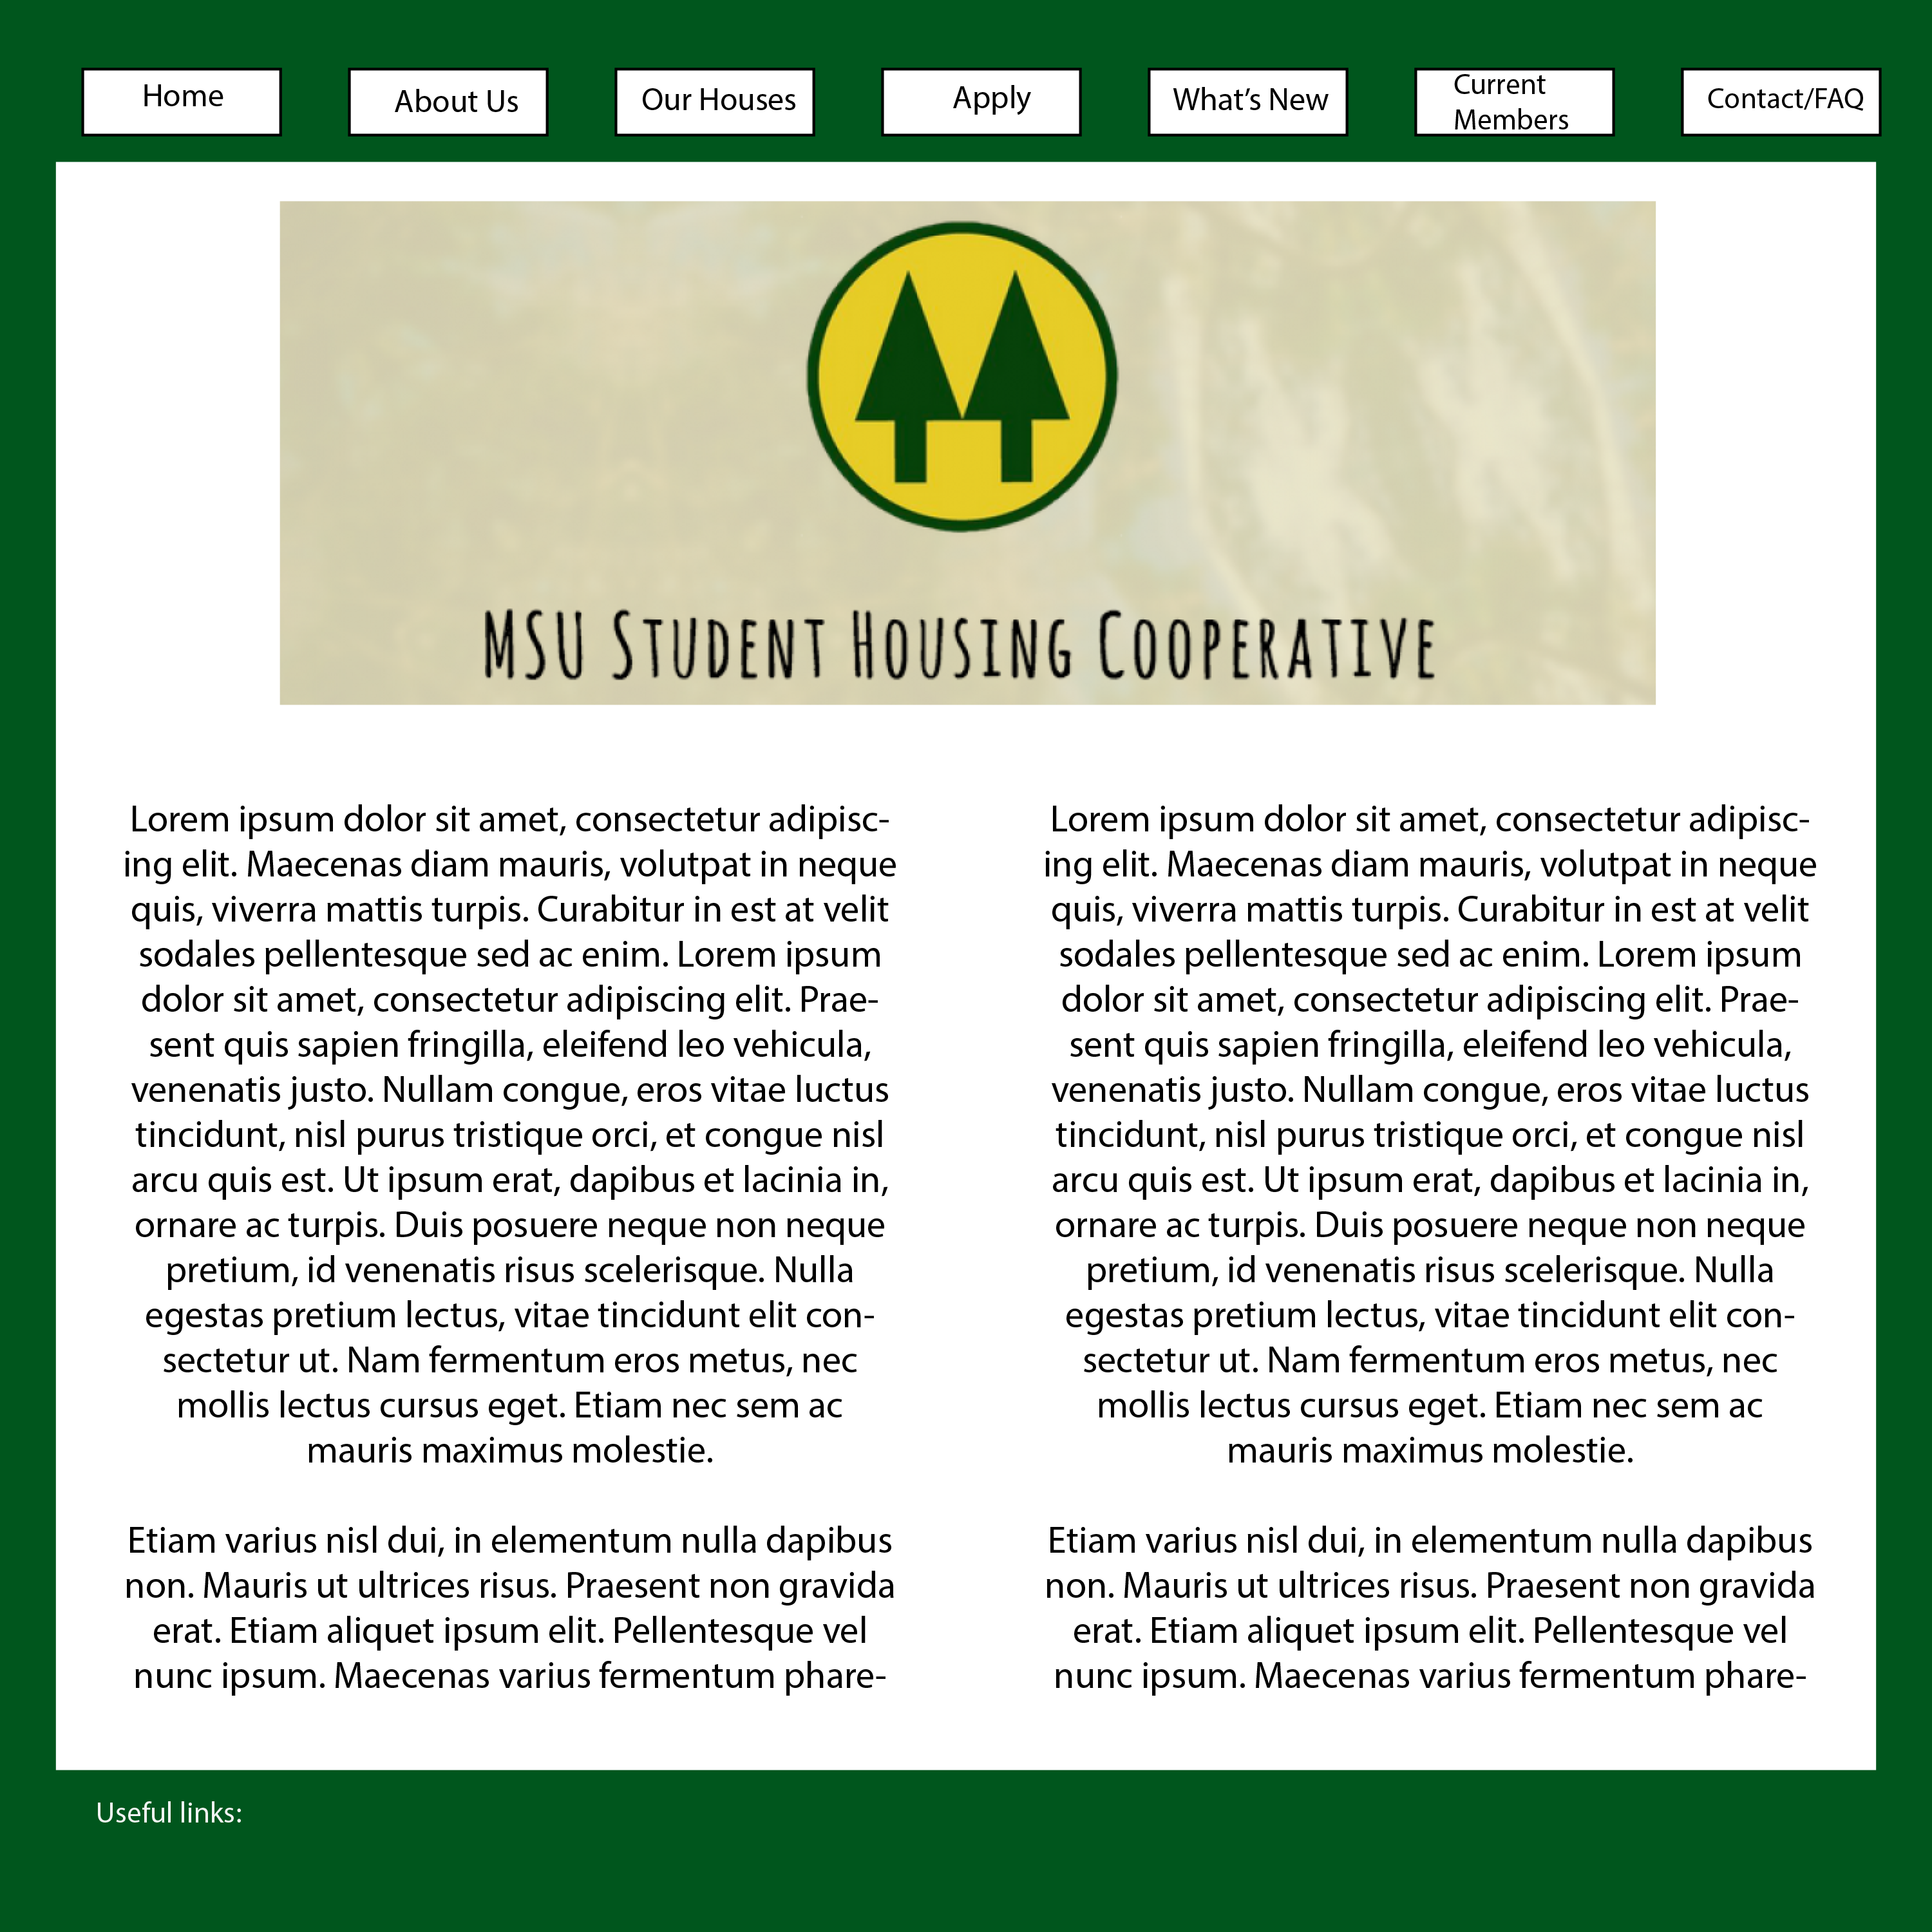 Home
About Us
Our Houses
Apply
What’s New
Current
Members
Contact/FAQ
MSU Student Housing Cooperative
Lorem ipsum dolor sit amet, consectetur adipisc-
ing elit. Maecenas diam mauris, volutpat in neque
quis, viverra mattis turpis. Curabitur in est at velit
sodales pellentesque sed ac enim. Lorem ipsum
dolor sit amet, consectetur adipiscing elit. Prae-
sent quis sapien fringilla, eleifend leo vehicula,
venenatis justo. Nullam congue, eros vitae luctus
tincidunt, nisl purus tristique orci, et congue nisl
arcu quis est. Ut ipsum erat, dapibus et lacinia in,
ornare ac turpis. Duis posuere neque non neque
pretium, id venenatis risus scelerisque. Nulla
egestas pretium lectus, vitae tincidunt elit con-
sectetur ut. Nam fermentum eros metus, nec
mollis lectus cursus eget. Etiam nec sem ac
mauris maximus molestie.
Etiam varius nisl dui, in elementum nulla dapibus
non. Mauris ut ultrices risus. Praesent non gravida
erat. Etiam aliquet ipsum elit. Pellentesque vel
nunc ipsum. Maecenas varius fermentum phare-
Lorem ipsum dolor sit amet, consectetur adipisc-
ing elit. Maecenas diam mauris, volutpat in neque
quis, viverra mattis turpis. Curabitur in est at velit
sodales pellentesque sed ac enim. Lorem ipsum
dolor sit amet, consectetur adipiscing elit. Prae-
sent quis sapien fringilla, eleifend leo vehicula,
venenatis justo. Nullam congue, eros vitae luctus
tincidunt, nisl purus tristique orci, et congue nisl
arcu quis est. Ut ipsum erat, dapibus et lacinia in,
ornare ac turpis. Duis posuere neque non neque
pretium, id venenatis risus scelerisque. Nulla
egestas pretium lectus, vitae tincidunt elit con-
sectetur ut. Nam fermentum eros metus, nec
mollis lectus cursus eget. Etiam nec sem ac
mauris maximus molestie.
Etiam varius nisl dui, in elementum nulla dapibus
non. Mauris ut ultrices risus. Praesent non gravida
erat. Etiam aliquet ipsum elit. Pellentesque vel
nunc ipsum. Maecenas varius fermentum phare-
Useful links: